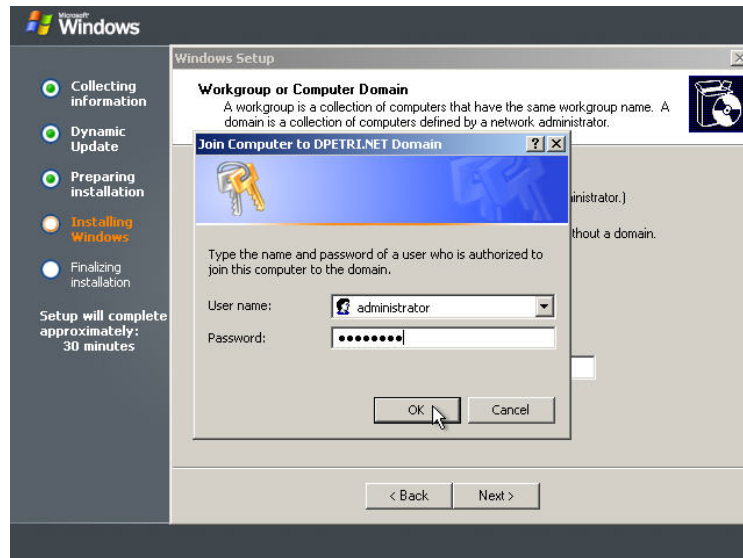 Microsoft
Windows
Collecting
information
Dynamic
Update
Preparing
installation
Installing
Windows
Finalizing
installation
Setup will complete
approximately:
30 minutes
Windows Setup
Workgroup or Computer Domain
A workgroup is a collection of computers that have the same workgroup name. A
domain is a collection of computers defined by a network administrator.
Join Computer to DPETRI.NET Domain
inistrator.)
thout a domain.
Type the name and password of a user who is authorized to
join this computer to the domain.
User name:
administrator
Password:
••••••••
OK
Cancel
< Back
Next >